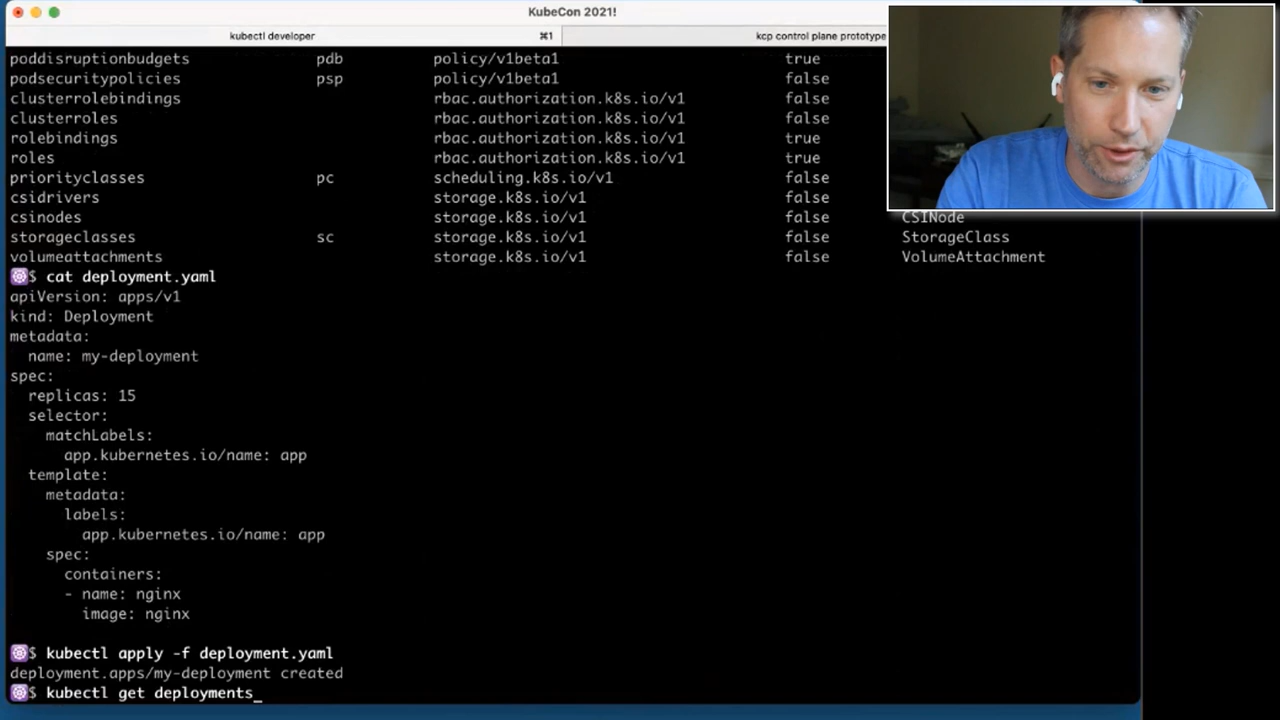 KubeCon 2021!
kubectl developer ⌘1 kcp control plane prototype
poddisruptionbudgets pdb policy/v1beta1 true
podsecuritypolicies psp policy/v1beta1 false
clusterrolebindings rbac.authorization.k8s.io/v1 false
clusterroles rbac.authorization.k8s.io/v1 false
rolebindings rbac.authorization.k8s.io/v1 true
roles rbac.authorization.k8s.io/v1 true
priorityclasses pc scheduling.k8s.io/v1 false
csidrivers storage.k8s.io/v1 false
csinodes storage.k8s.io/v1 false CSINode
storageclasses sc storage.k8s.io/v1 false StorageClass
volumeattachments storage.k8s.io/v1 false VolumeAttachment
$ cat deployment.yaml
apiVersion: apps/v1
kind: Deployment
metadata:
  name: my-deployment
spec:
  replicas: 15
  selector:
    matchLabels:
      app.kubernetes.io/name: app
  template:
    metadata:
      labels:
        app.kubernetes.io/name: app
    spec:
      containers:
      - name: nginx
        image: nginx
$ kubectl apply -f deployment.yaml
deployment.apps/my-deployment created
$ kubectl get deployments_